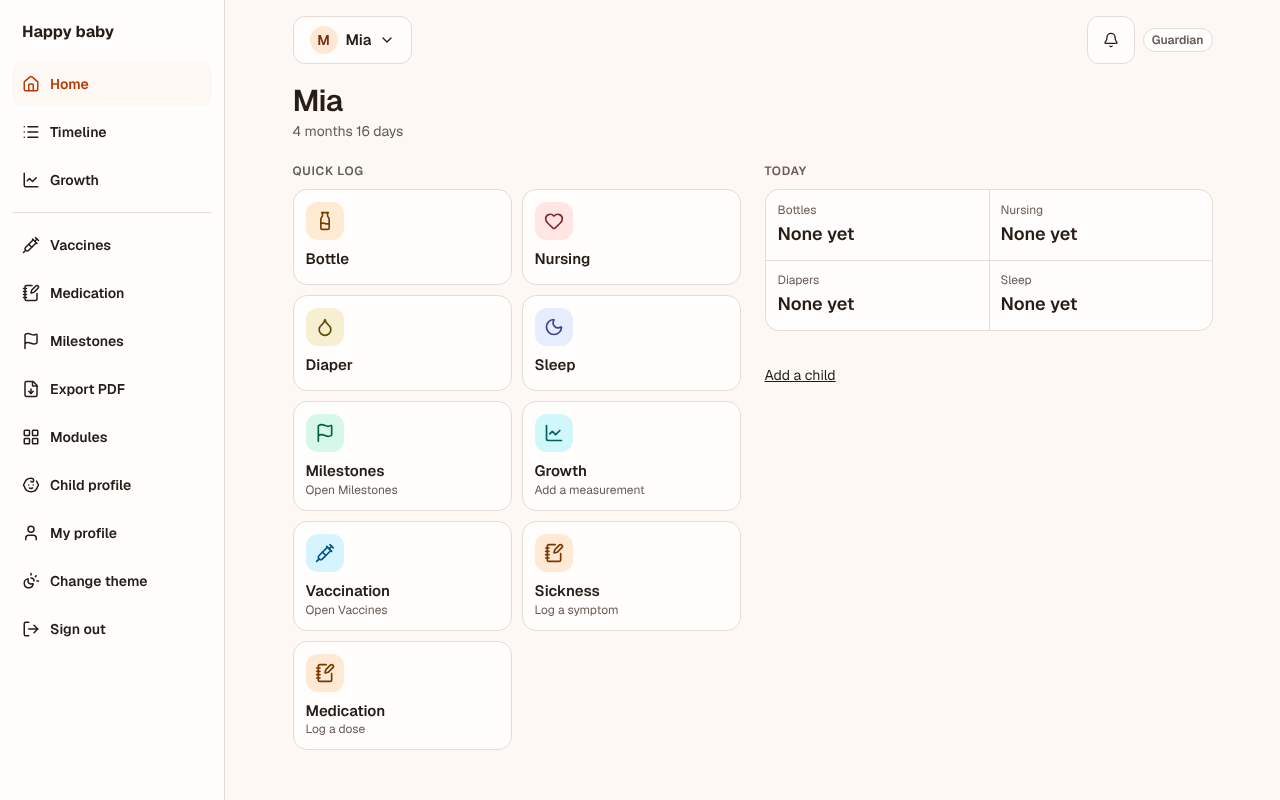 Happy baby
Home
Timeline
Growth
Vaccines
Medication
Milestones
Export PDF
Modules
Child profile
My profile
Change theme
Sign out
M Mia
Guardian
Mia
4 months 16 days
QUICK LOG
Bottle
Nursing
Diaper
Sleep
Milestones
Open Milestones
Growth
Add a measurement
Vaccination
Open Vaccines
Sickness
Log a symptom
Medication
Log a dose
TODAY
Bottles
None yet
Nursing
None yet
Diapers
None yet
Sleep
None yet
Add a child